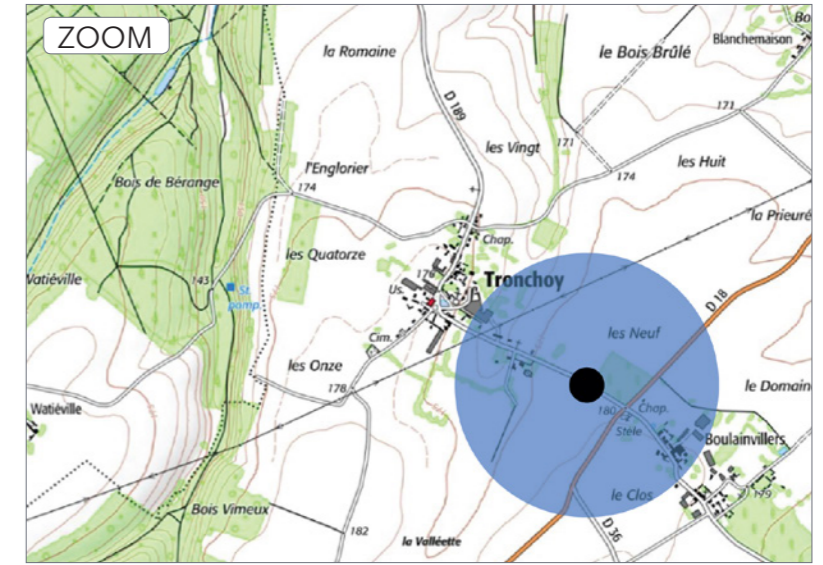 ZOOM
la Romaine
le Bois Brûlé
Bo
Blanchemaison
D 189
171
les Vingt
171
l'Englorier
174
les Huit
174
Bois de Bérange
la Prieuré
Chap.
les Quatorze
176
Tronchoy
Vatiéville
143
St.
pomp.
Us.
D 18
les Neuf
Cim.
les Onze
178
le Domain
Watiéville
180
Chap.
Stèle
Boulainvillers
le Clos
179
Bois Vimeux
182
la Valléette
D 36